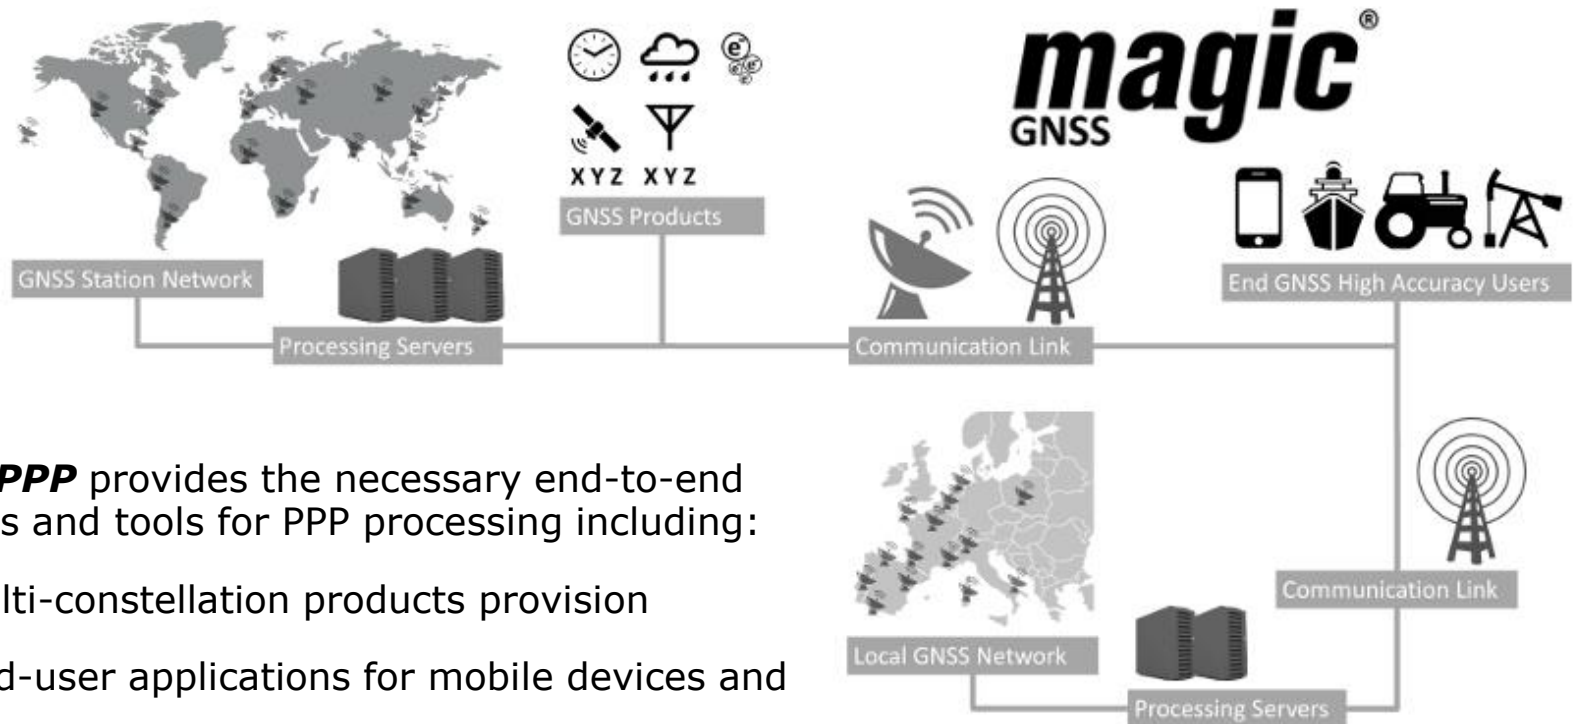 magic®
GNSS
e⁻
e⁻
e⁻
e⁻
XYZ XYZ
GNSS Products
GNSS Station Network
End GNSS High Accuracy Users
Processing Servers
Communication Link
PPP provides the necessary end-to-end
s and tools for PPP processing including:
lti-constellation products provision
d-user applications for mobile devices and
Communication Link
Local GNSS Network
Processing Servers